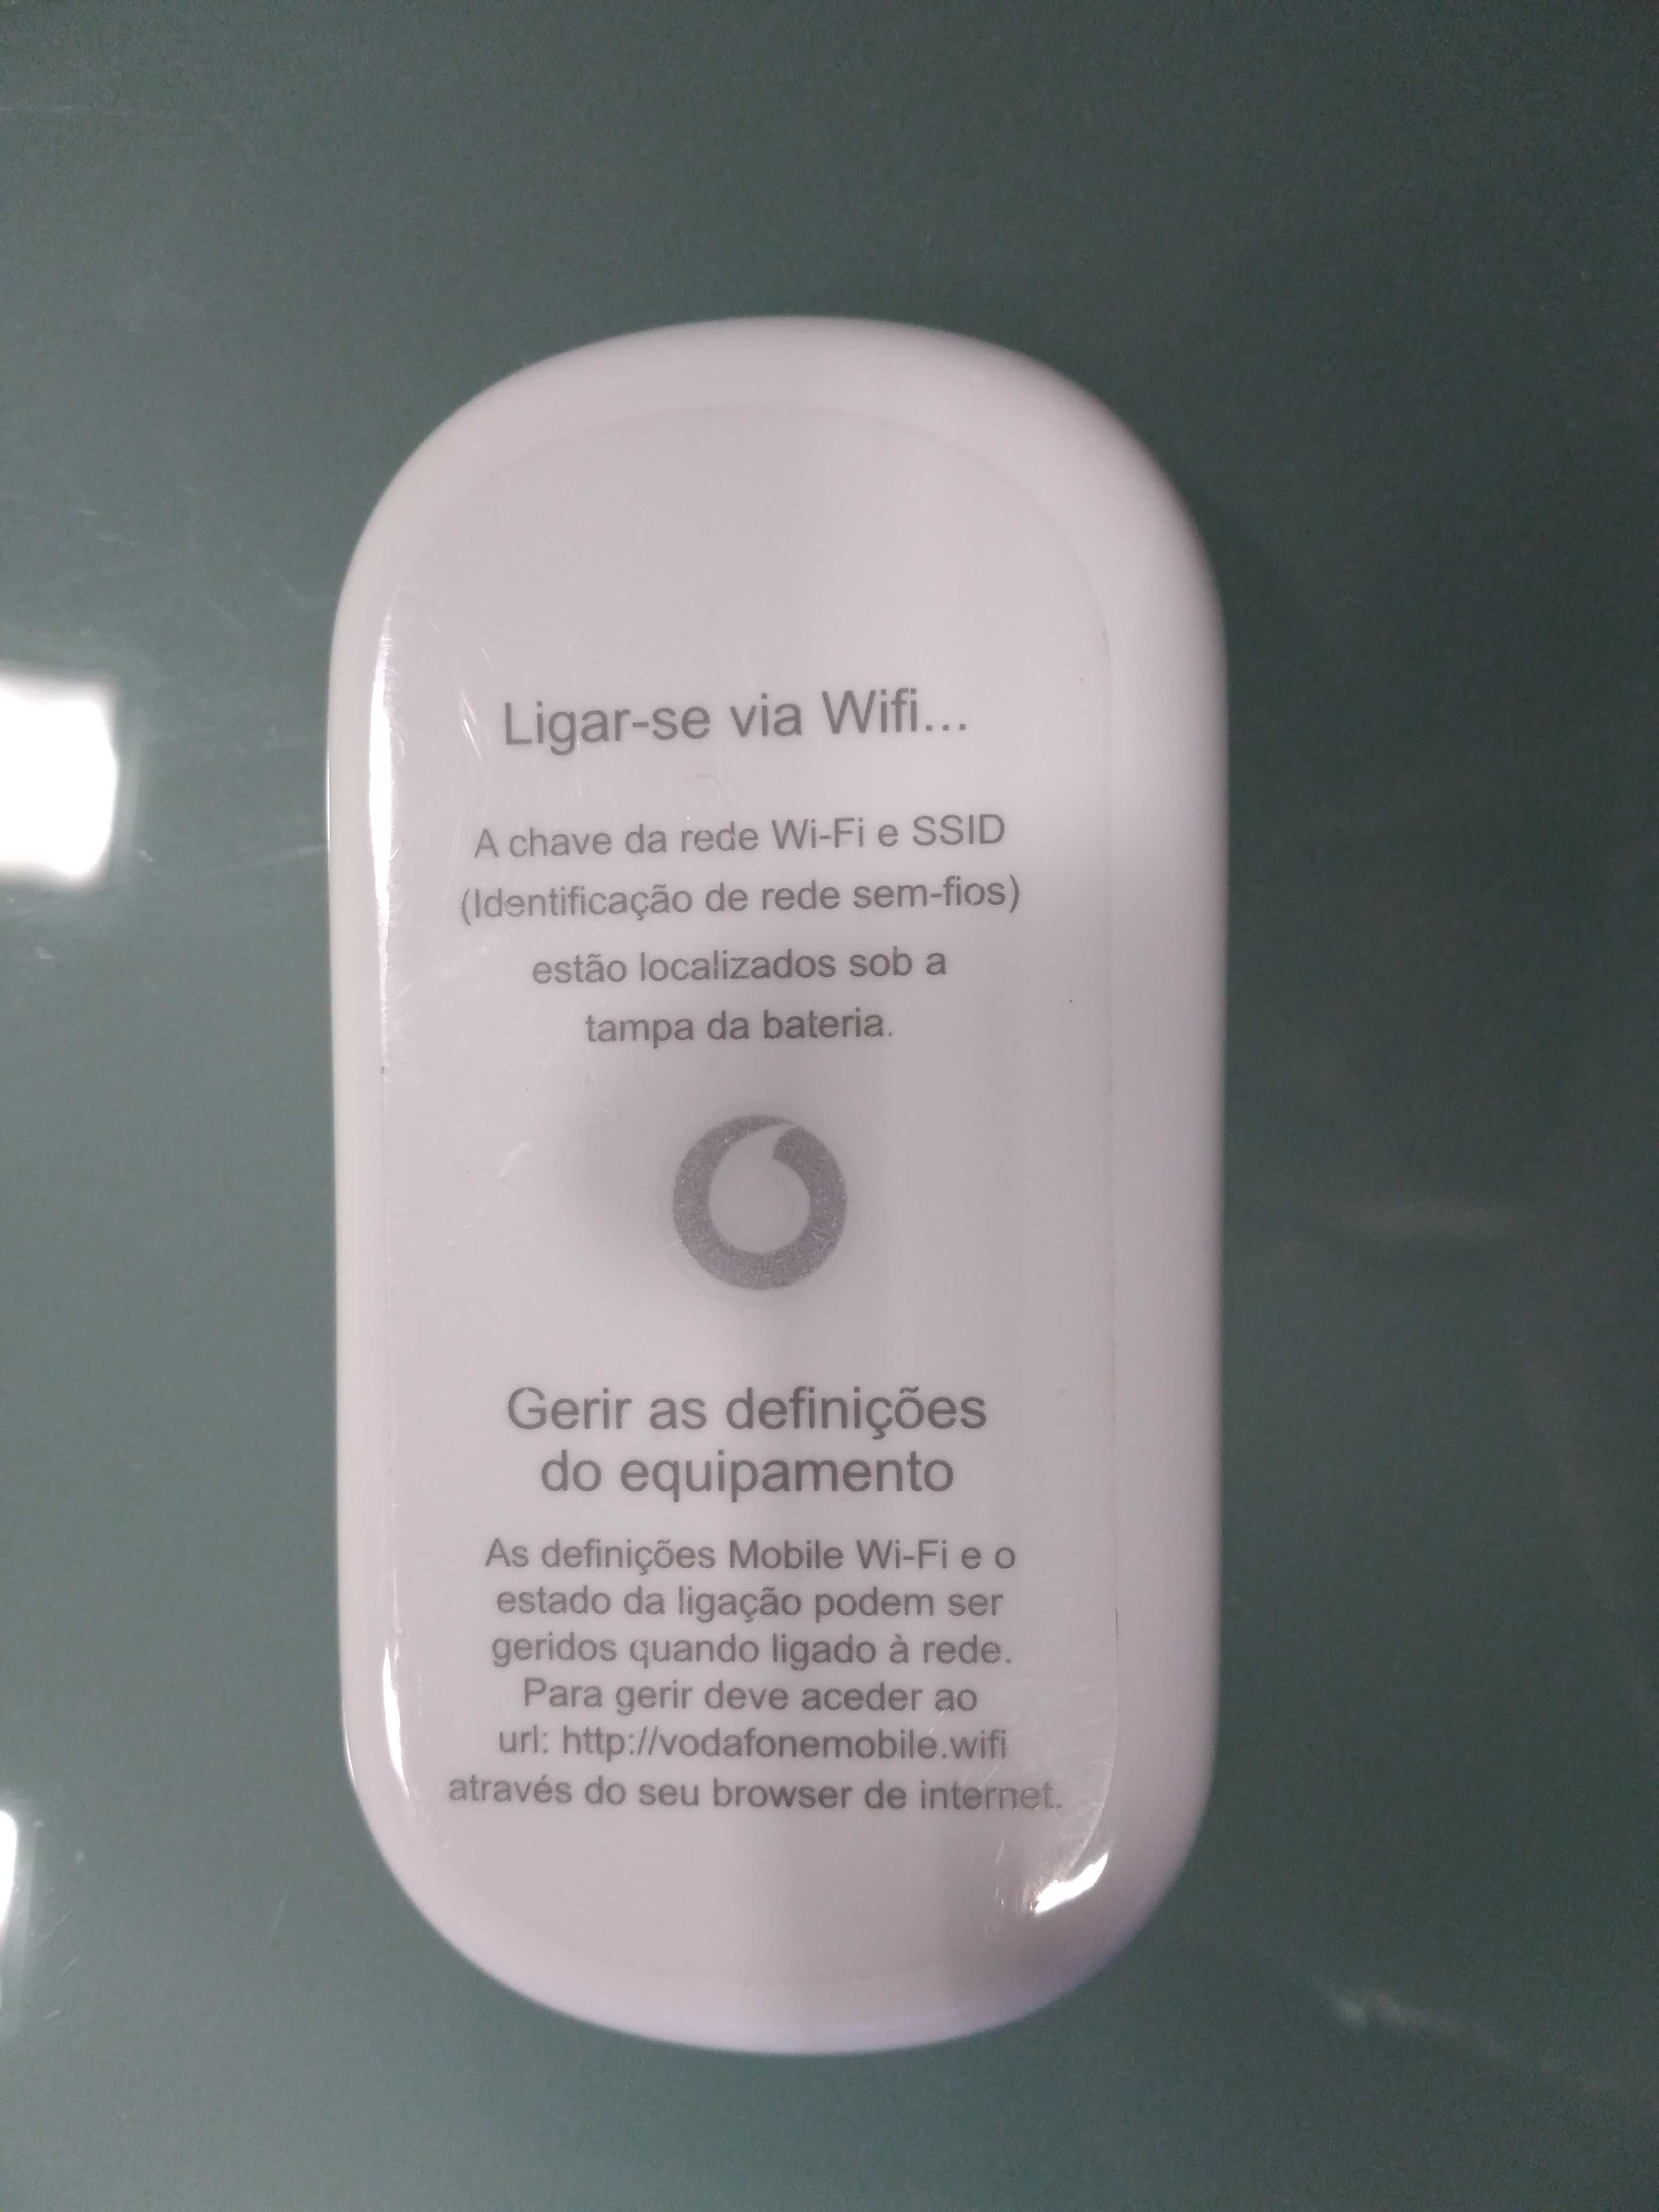 Ligar-se via Wifi...
A chave da rede Wi-Fi e SSID
(Identificação de rede sem-fios)
estão localizados sob a
tampa da bateria.
Gerir as definições
do equipamento
As definições Mobile Wi-Fi e o
estado da ligação podem ser
geridos quando ligado à rede.
Para gerir deve aceder ao
url: http://vodafonemobile.wifi
através do seu browser de internet.